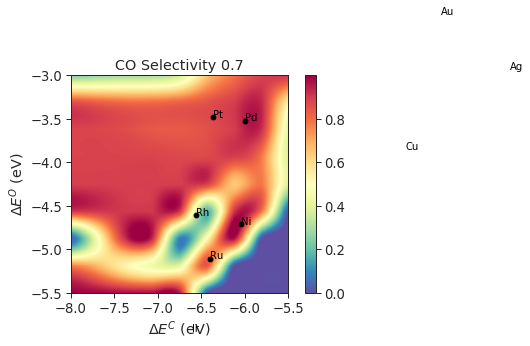 Au
CO Selectivity 0.7
Ag
−3.0
−3.5
−4.0
−4.5
−5.0
−5.5
ΔE^O (eV)
Pt
Pd
Cu
Rh
Ni
Ru
0.8
0.6
0.4
0.2
0.0
−8.0 −7.5 −7.0 −6.5 −6.0 −5.5
ΔE^C (eV)